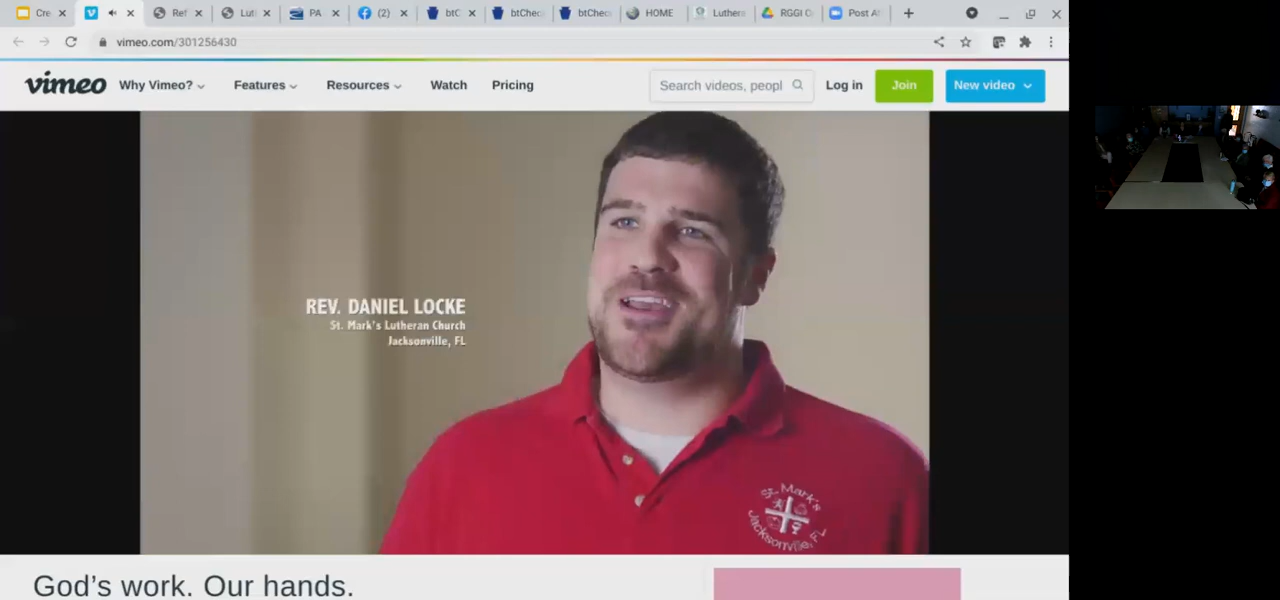 Cre
Ref
Lut
PA
(2)
btC
btChec
btChec
HOME
Luthera
RGGI C
Post A
vimeo.com/301256430
vimeo
Why Vimeo?
Features
Resources
Watch
Pricing
Search videos, peopl
Log in
Join
New video
REV. DANIEL LOCKE
St. Mark's Lutheran Church
Jacksonville, FL
St. Mark's
Jacksonville, FL
God's work. Our hands.